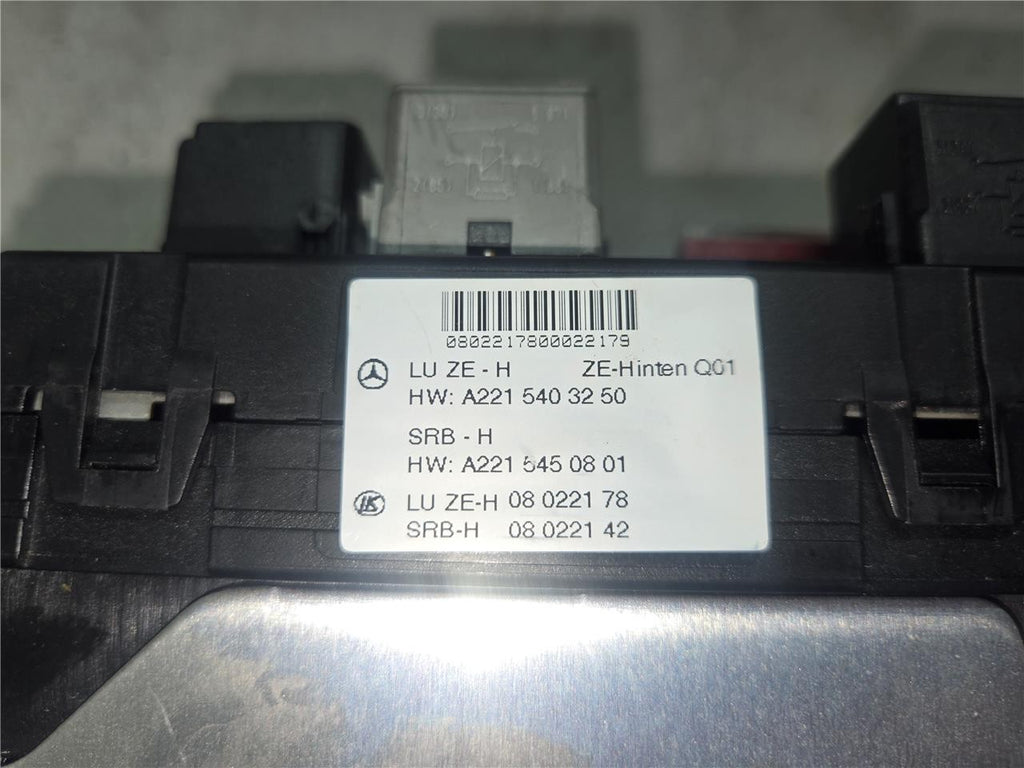 0802217800022179
LU ZE - H ZE-Hinten Q01
HW: A221 540 32 50
SRB - H
HW: A221 545 08 01
LK LU ZE-H 08 0221 78
SRB-H 08 0221 42